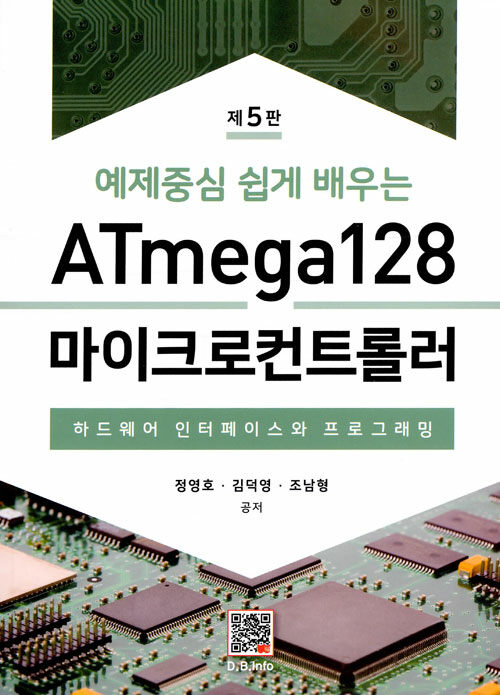 제5판
예제중심 쉽게 배우는
ATmega128
마이크로컨트롤러
하드웨어 인터페이스와 프로그래밍
정영호 · 김덕영 · 조남형
공저
D.B.Info